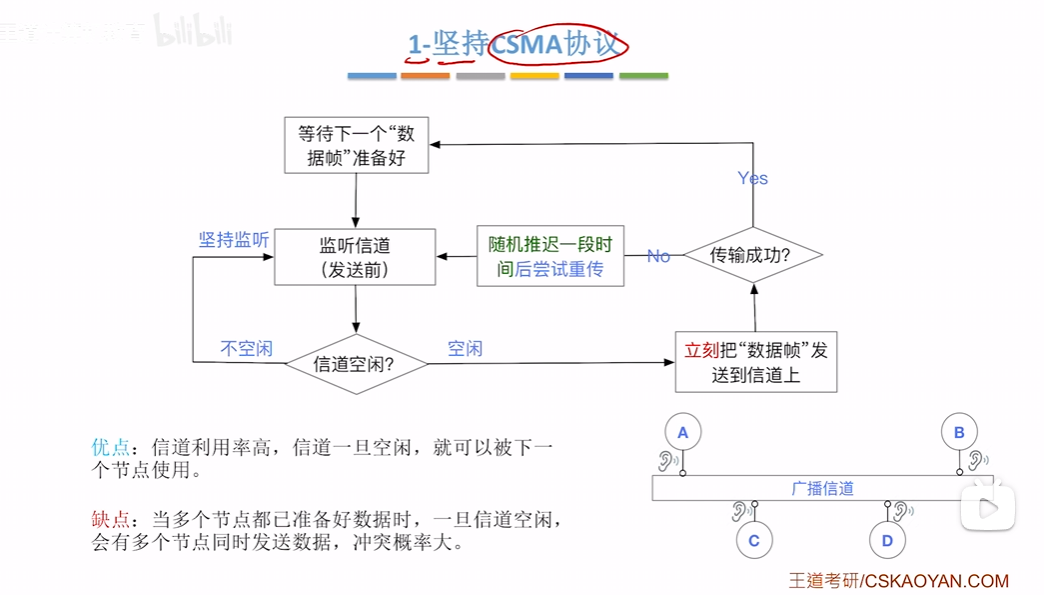 bilibili
1-坚持CSMA协议
等待下一个“数
据帧”准备好
Yes
坚持监听
监听信道
（发送前）
随机推迟一段时
间后尝试重传
No
传输成功？
不空闲
信道空闲？
空闲
立刻把“数据帧”发
送到信道上
优点：信道利用率高，信道一旦空闲，就可以被下一
个节点使用。
缺点：当多个节点都已准备好数据时，一旦信道空闲，
会有多个节点同时发送数据，冲突概率大。
A
B
广播信道
C
D
王道考研/CSKAOYAN.COM